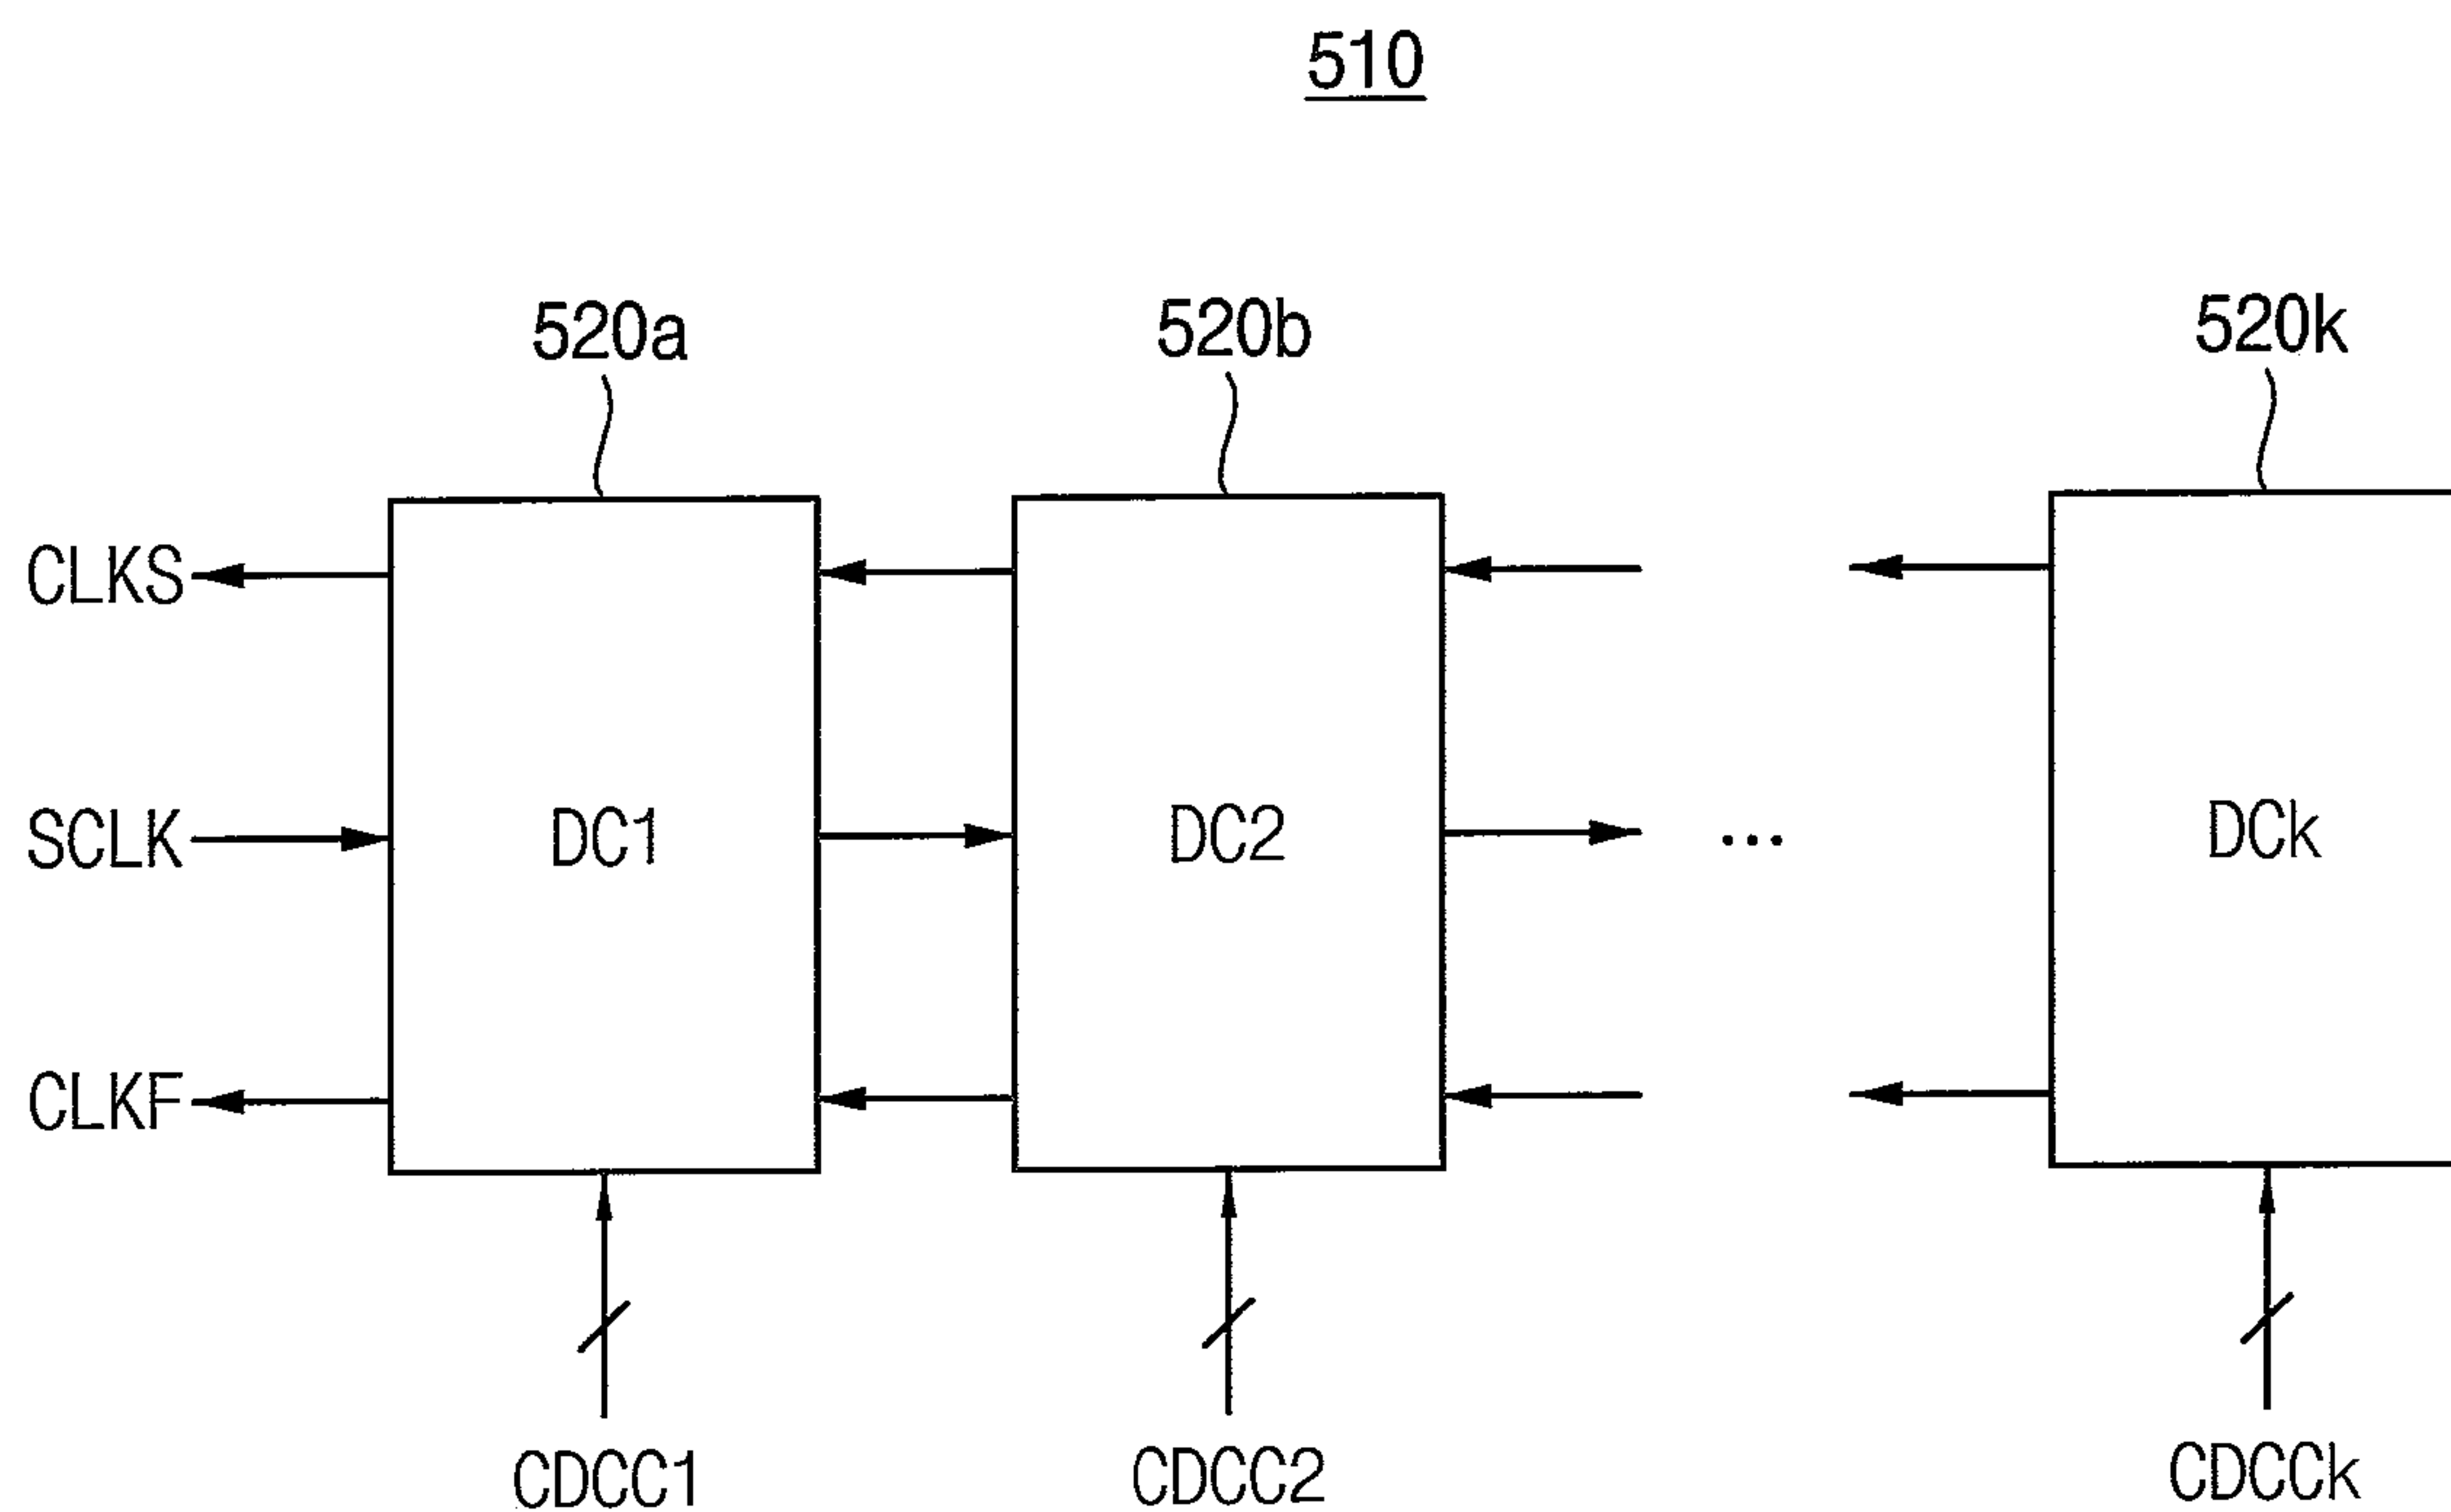 510
520a 520b 520k
CLKS
SCLK DC1 DC2 ... DCk
CLKF
CDCC1 CDCC2 CDCCk